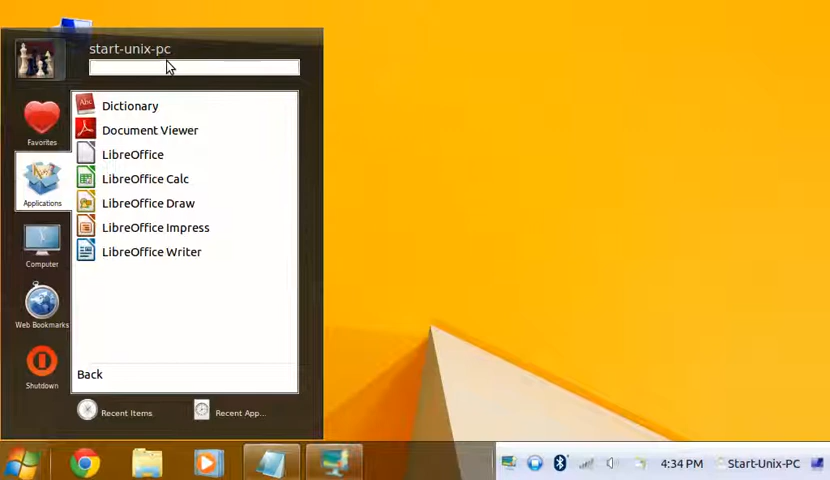 start-unix-pc
Dictionary
Document Viewer
LibreOffice
LibreOffice Calc
LibreOffice Draw
LibreOffice Impress
LibreOffice Writer
Favorites
Applications
Computer
Web Bookmarks
Shutdown
Back
Recent Items
Recent App...
4:34 PM
Start-Unix-PC